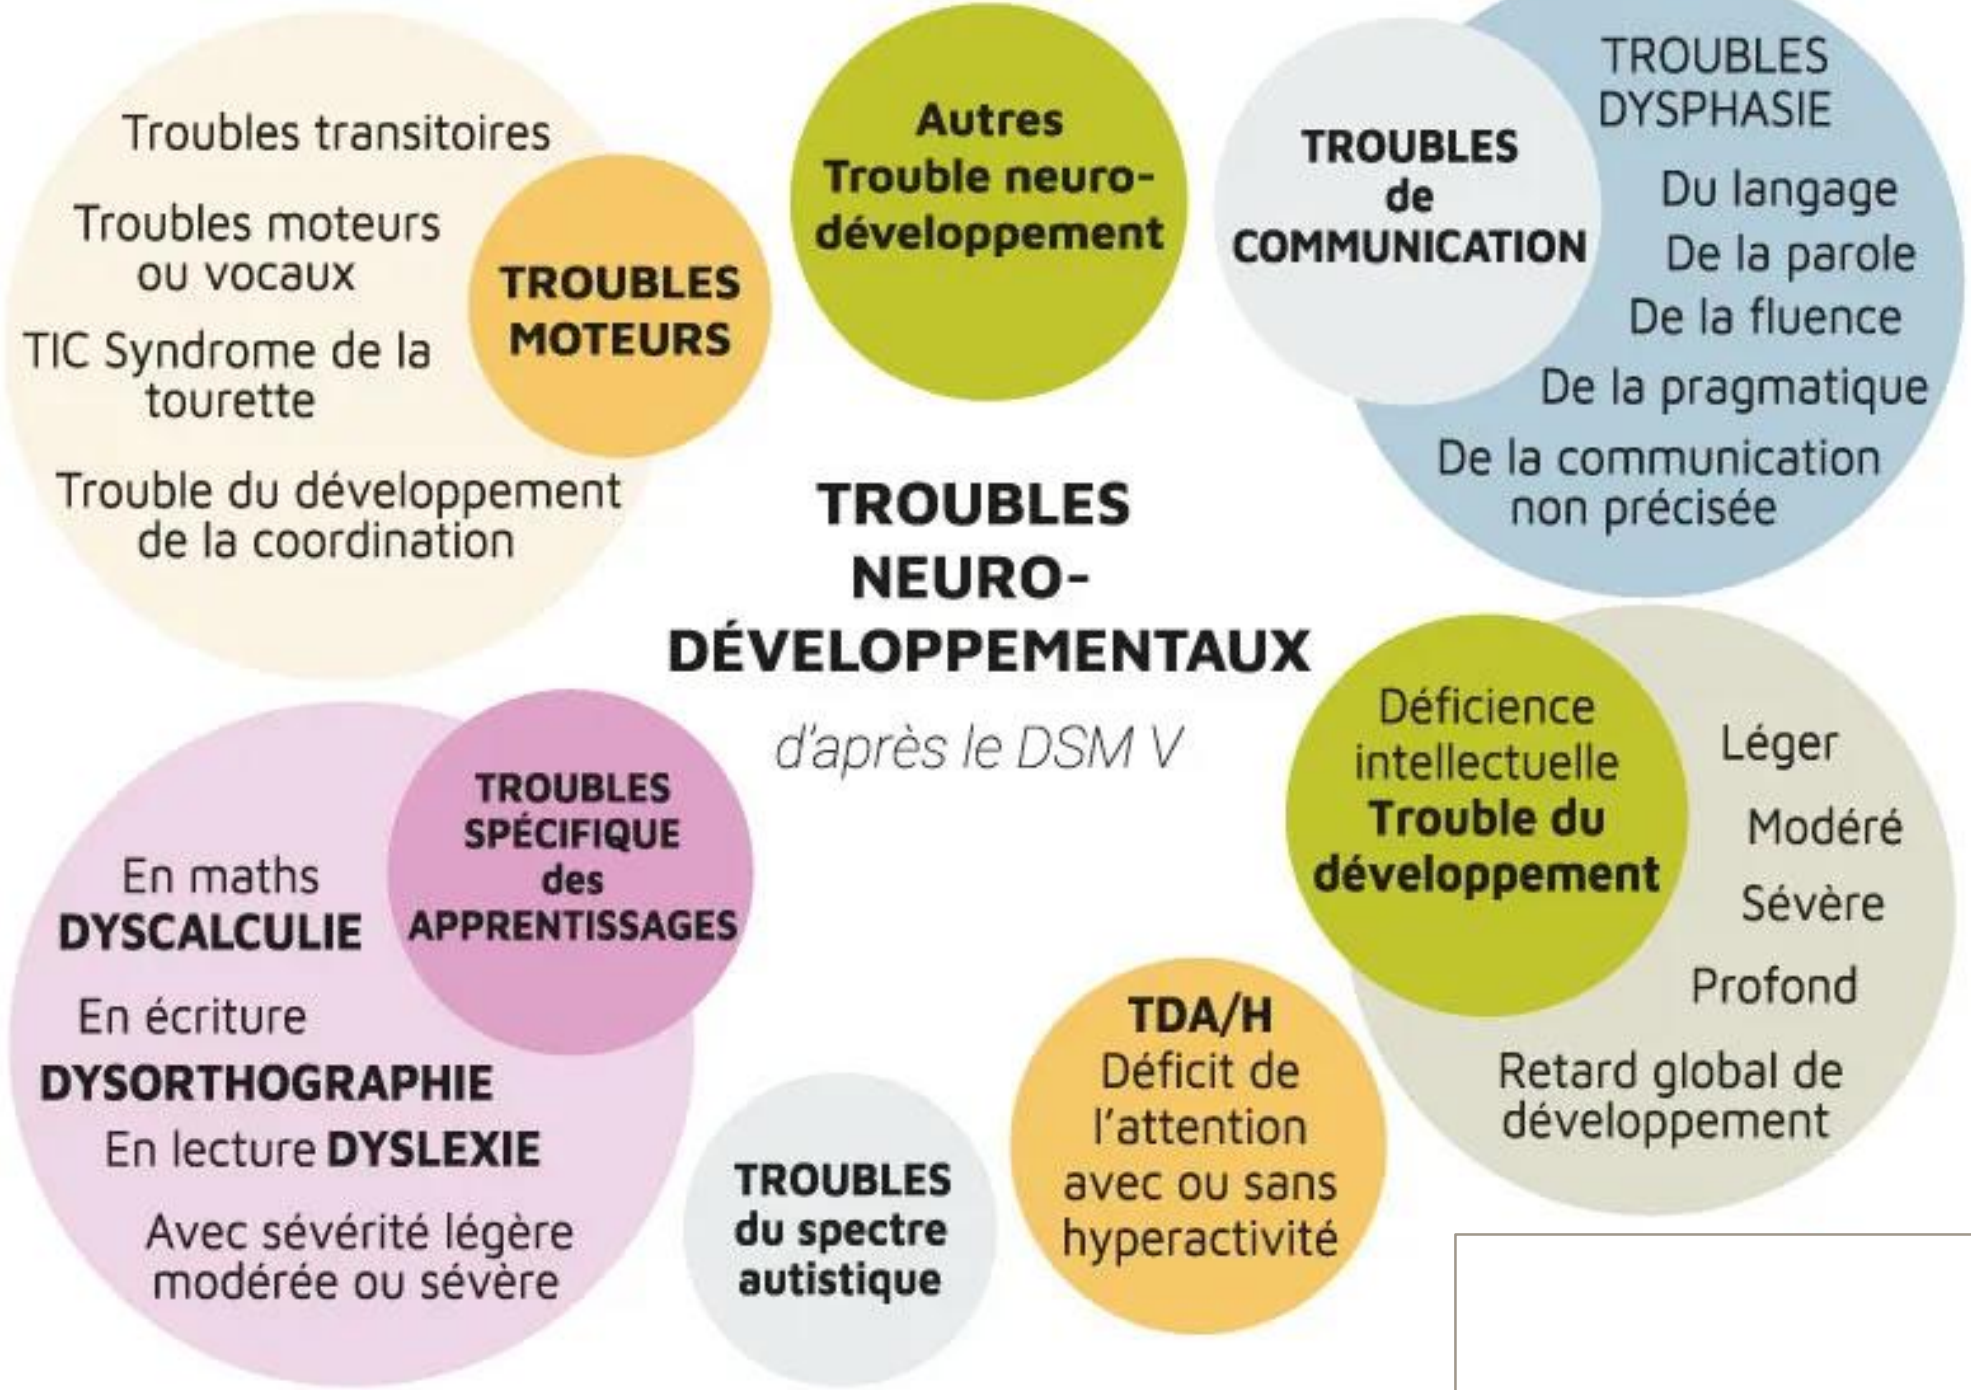 TROUBLES
NEURO-
DÉVELOPPEMENTAUX
d'après le DSM V
Troubles transitoires
Troubles moteurs
ou vocaux
TIC Syndrome de la
tourette
Trouble du développement
de la coordination
TROUBLES
MOTEURS
Autres
Trouble neuro-
développement
TROUBLES
de
COMMUNICATION
TROUBLES
DYSPHASIE
Du langage
De la parole
De la fluence
De la pragmatique
De la communication
non précisée
Déficience
intellectuelle
Trouble du
développement
Léger
Modéré
Sévère
Profond
Retard global de
développement
TDA/H
Déficit de
l'attention
avec ou sans
hyperactivité
TROUBLES
du spectre
autistique
TROUBLES
SPÉCIFIQUE
des
APPRENTISSAGES
En maths
DYSCALCULIE
En écriture
DYSORTHOGRAPHIE
En lecture DYSLEXIE
Avec sévérité légère
modérée ou sévère